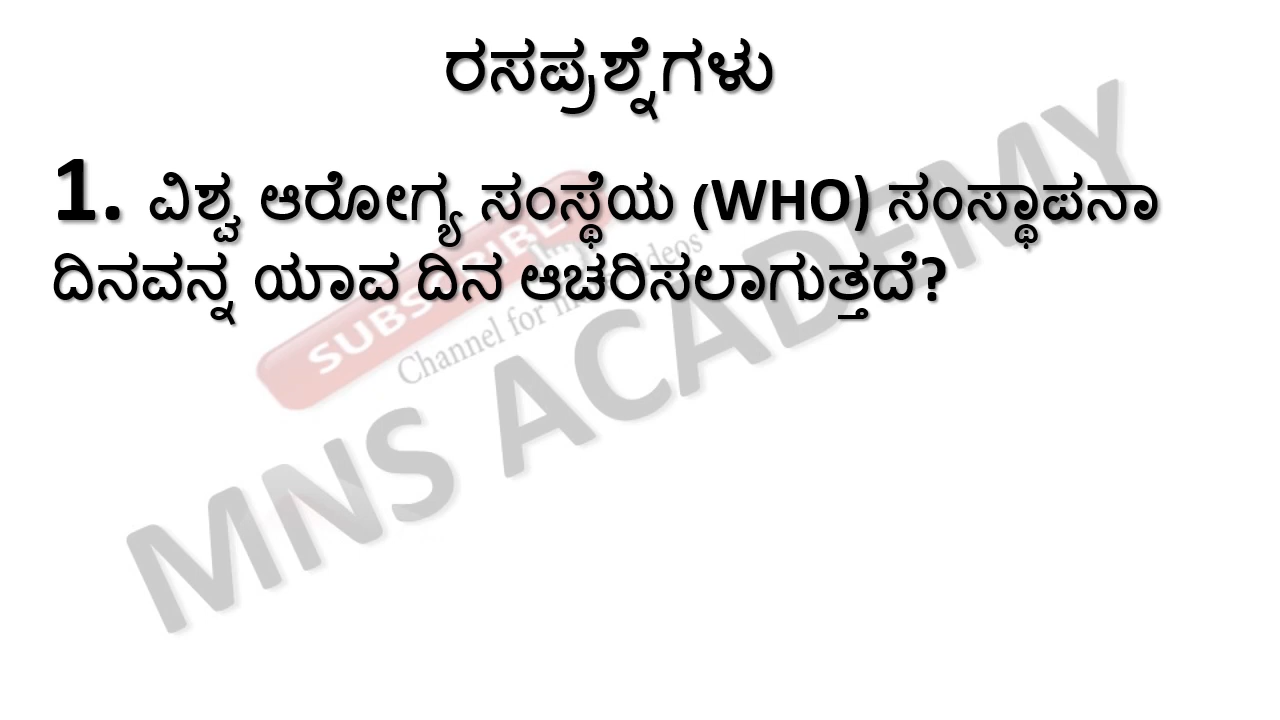 ರಸಪ್ರಶ್ನೆಗಳು
1. ವಿಶ್ವ ಆರೋಗ್ಯ ಸಂಸ್ಥೆಯ (WHO) ಸಂಸ್ಥಾಪನಾ
ದಿನವನ್ನ ಯಾವ ದಿನ ಆಚರಿಸಲಾಗುತ್ತದೆ?
SUBSCRIBE
Channel for
MNS ACADEMY